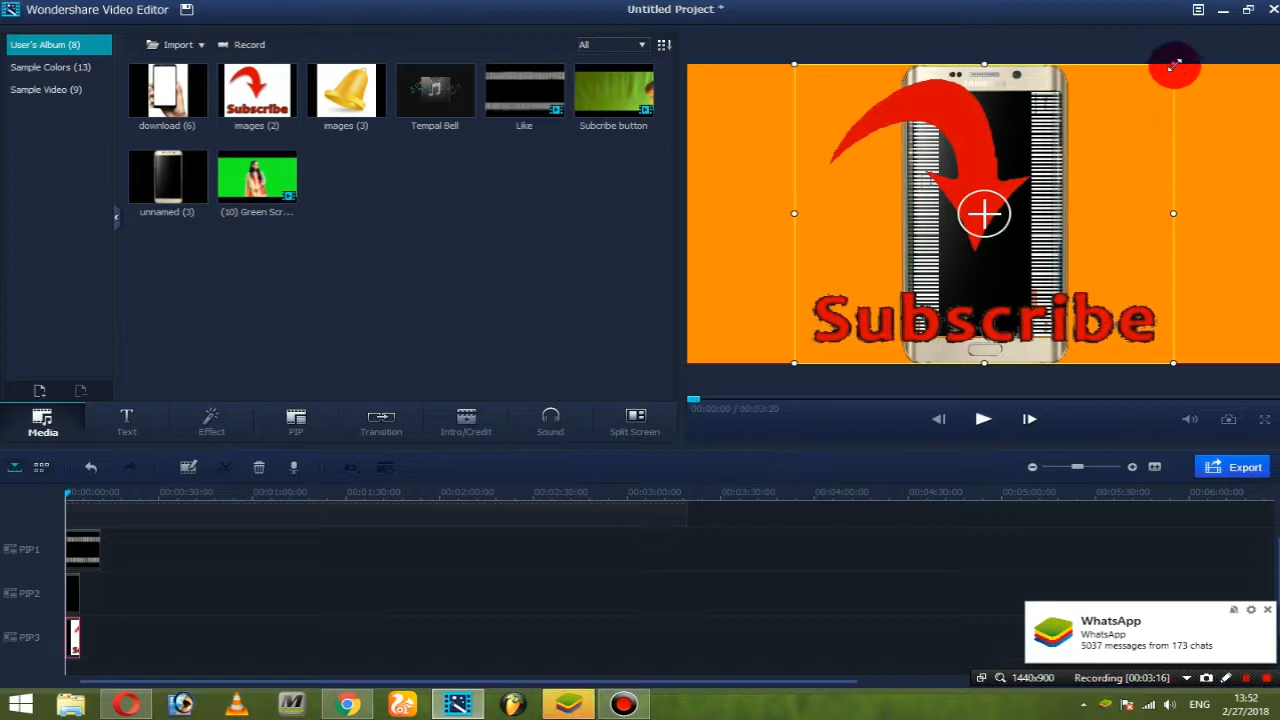 Wondershare Video Editor
Untitled Project *
User's Album (8)
Sample Colors (13)
Sample Video (9)
Import
Record
All
download (6)
Subscribe
images (2)
images (3)
Tempal Bell
Like
Subcribe button
unnamed (3)
(10) Green Scr...
Subscribe
00:00:00 / 00:03:20
Media
Text
Effect
PIP
Transition
Intro/Credit
Sound
Split Screen
Export
00:00:00:00
00:00:30:00
00:01:00:00
00:01:30:00
00:02:00:00
00:02:30:00
00:03:00:00
00:03:30:00
00:04:00:00
00:04:30:00
00:05:00:00
00:05:30:00
00:06:00:00
PIP1
PIP2
PIP3
WhatsApp
WhatsApp
5037 messages from 173 chats
1440x900
Recording [00:03:16]
ENG
13:52
2/27/2018